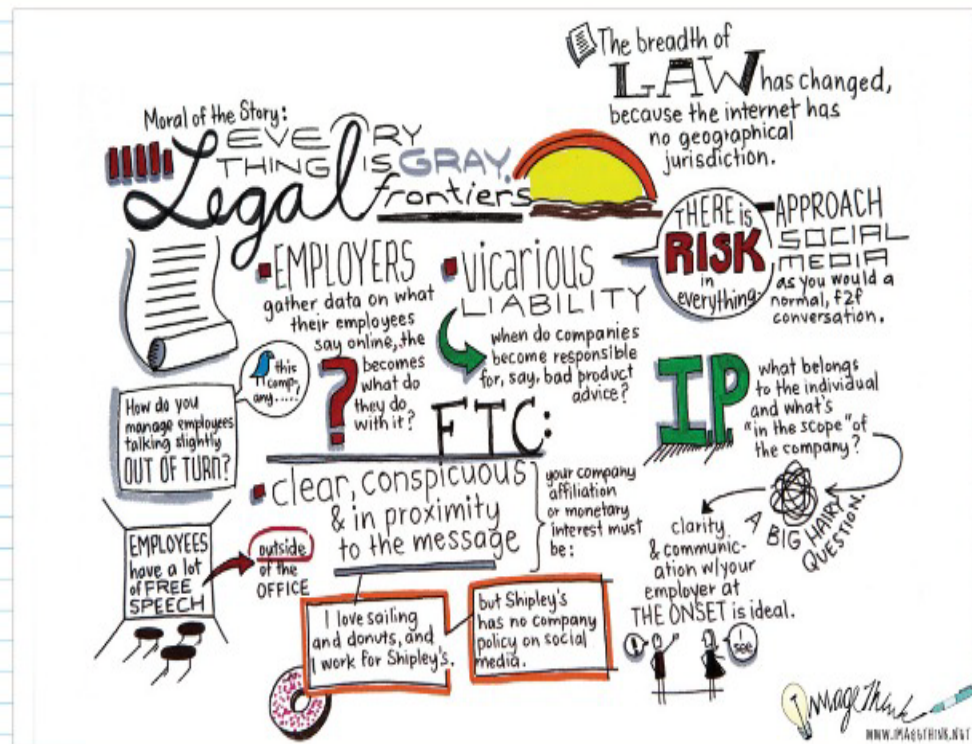 The breadth of
LAW has changed,
because the internet has
no geographical
jurisdiction.
Moral of the Story:
EVERY
THING IS GRAY.
Legal frontiers
THERE is
RISK
in
everything.
APPROACH
SOCIAL
MEDIA
as you would a
normal, f2f
conversation.
EMPLOYERS
gather data on what
their employees
say online, the
?
becomes
what do
they do
with it?
Vicarious
LIABILITY
when do companies
become responsible
for, say, bad product
advice?
IP
what belongs
to the individual
and what's
"in the scope" of
the company?
A BIG HAIRY
QUESTION.
clarity
& communic-
ation w/your
employer at
THE ONSET is ideal.
I
see
this
comp-
any.....
How do you
manage employees
talking slightly
OUT OF TURN?
EMPLOYEES
have a lot
of FREE
SPEECH
outside
of the
OFFICE
FTC:
clear, conspicuous
& in proximity
to the message
your company
affiliation
or monetary
interest must
be:
I love sailing
and donuts, and
I work for Shipley's.
but Shipley's
has no company
policy on social
media.
ImageThink
WWW.IMAGETHINK.NET